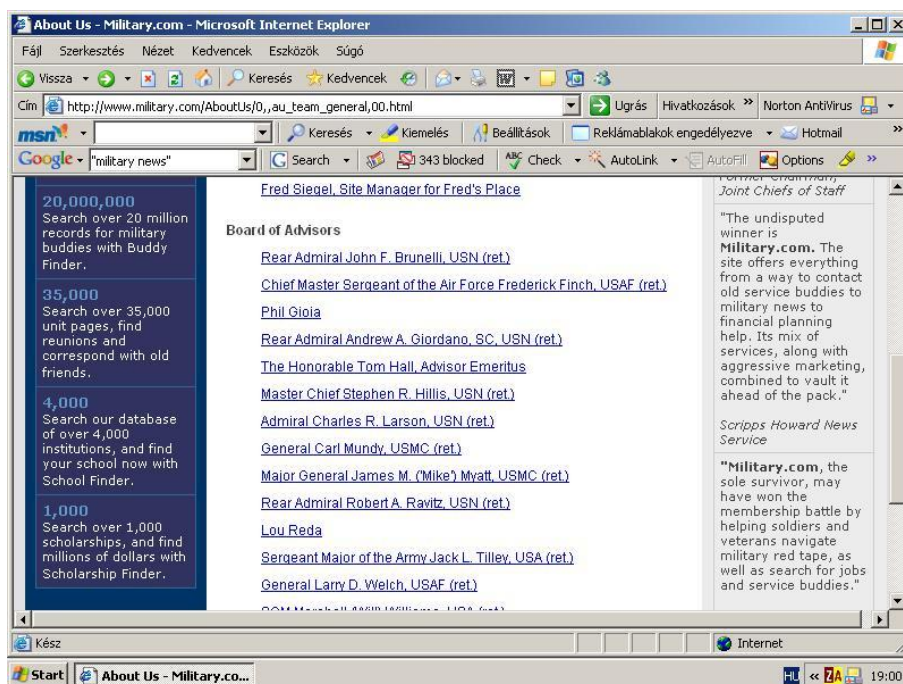 About Us - Military.com - Microsoft Internet Explorer
Fájl Szerkesztés Nézet Kedvencek Eszközök Súgó
Vissza Keresés Kedvencek
Cím http://www.military.com/AboutUs/0,,au_team_general,00.html Ugrás Hivatkozások » Norton AntiVirus
msn Keresés Kiemelés Beállítások Reklámablakok engedélyezve Hotmail »
Google "military news" Search 343 blocked Check AutoLink AutoFill Options »
20,000,000
Search over 20 million
records for military
buddies with Buddy
Finder.
35,000
Search over 35,000
unit pages, find
reunions and
correspond with old
friends.
4,000
Search our database
of over 4,000
institutions, and find
your school now with
School Finder.
1,000
Search over 1,000
scholarships, and find
millions of dollars with
Scholarship Finder.
Fred Siegel, Site Manager for Fred's Place
Board of Advisors
Rear Admiral John F. Brunelli, USN (ret.)
Chief Master Sergeant of the Air Force Frederick Finch, USAF (ret.)
Phil Gioia
Rear Admiral Andrew A. Giordano, SC, USN (ret.)
The Honorable Tom Hall, Advisor Emeritus
Master Chief Stephen R. Hillis, USN (ret.)
Admiral Charles R. Larson, USN (ret.)
General Carl Mundy, USMC (ret.)
Major General James M. ('Mike') Myatt, USMC (ret.)
Rear Admiral Robert A. Ravitz, USN (ret.)
Lou Reda
Sergeant Major of the Army Jack L. Tilley, USA (ret.)
General Larry D. Welch, USAF (ret.)
Former Chairman,
Joint Chiefs of Staff
"The undisputed
winner is
Military.com. The
site offers everything
from a way to contact
old service buddies to
military news to
financial planning
help. Its mix of
services, along with
aggressive marketing,
combined to vault it
ahead of the pack."
Scripps Howard News
Service
"Military.com, the
sole survivor, may
have won the
membership battle by
helping soldiers and
veterans navigate
military red tape, as
well as search for jobs
and service buddies."
Kész Internet
Start About Us - Military.co... HU « ZA 19:00